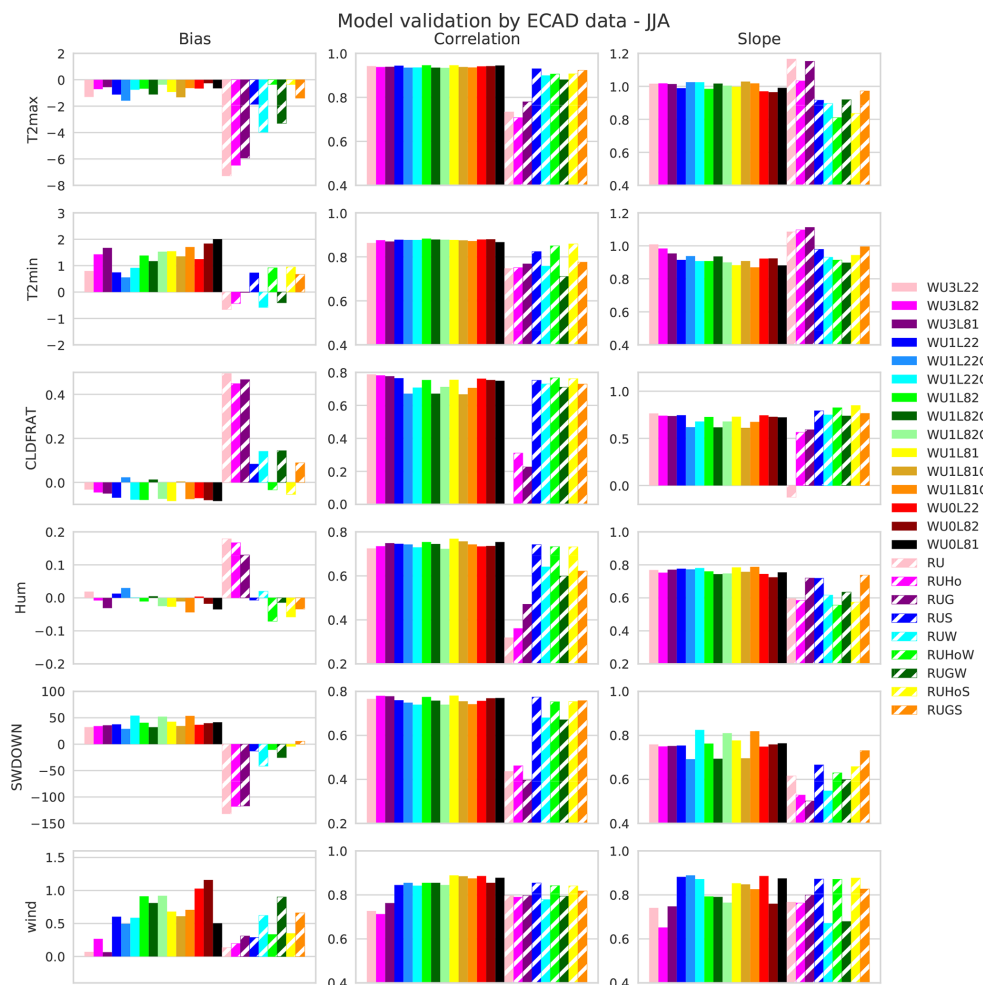 Model validation by ECAD data - JJA
Bias Correlation Slope
T2max
2
0
−2
−4
−6
−8
1.0
0.8
0.6
0.4
1.2
1.0
0.8
0.6
0.4
T2min
3
2
1
0
−1
−2
1.0
0.8
0.6
0.4
1.2
1.0
0.8
0.6
0.4
CLDFRAT
0.4
0.2
0.0
0.8
0.6
0.4
0.2
0.0
1.0
0.5
0.0
Hum
0.2
0.1
0.0
−0.1
−0.2
0.8
0.6
0.4
0.2
1.0
0.8
0.6
0.4
0.2
SWDOWN
100
50
0
−50
−100
−150
0.8
0.6
0.4
0.2
1.0
0.8
0.6
0.4
wind
1.5
1.0
0.5
0.0
1.0
0.8
0.6
0.4
1.0
0.8
0.6
0.4
WU3L22
WU3L82
WU3L81
WU1L22
WU1L22C
WU1L22C
WU1L82
WU1L82C
WU1L82C
WU1L81
WU1L81C
WU1L81C
WU0L22
WU0L82
WU0L81
RU
RUHo
RUG
RUS
RUW
RUHoW
RUGW
RUHoS
RUGS